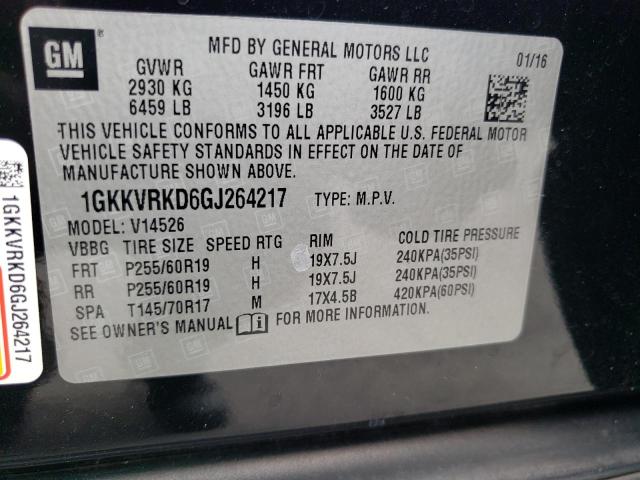 GM
MFD BY GENERAL MOTORS LLC
01/16
GVWR GAWR FRT GAWR RR
2930 KG 1450 KG 1600 KG
6459 LB 3196 LB 3527 LB
THIS VEHICLE CONFORMS TO ALL APPLICABLE U.S. FEDERAL MOTOR
VEHICLE SAFETY STANDARDS IN EFFECT ON THE DATE OF
MANUFACTURE SHOWN ABOVE.
1GKKVRKD6GJ264217 TYPE: M.P.V.
MODEL: V14526
VBBG TIRE SIZE SPEED RTG RIM COLD TIRE PRESSURE
FRT P255/60R19 H 19X7.5J 240KPA(35PSI)
RR P255/60R19 H 19X7.5J 240KPA(35PSI)
SPA T145/70R17 M 17X4.5B 420KPA(60PSI)
SEE OWNER'S MANUAL FOR MORE INFORMATION.
1GKKVRKD6GJ264217